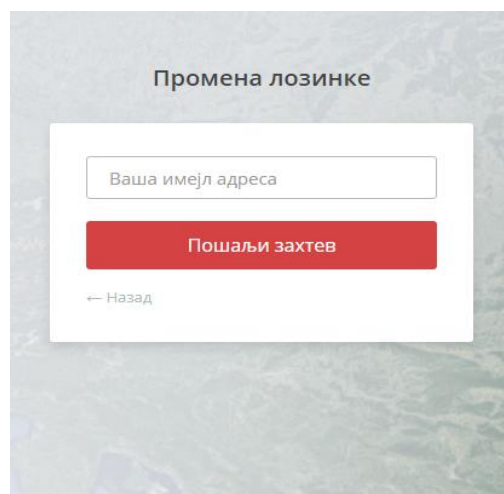 Промена лозинке
Ваша имејл адреса
Пошаљи захтев
← Назад